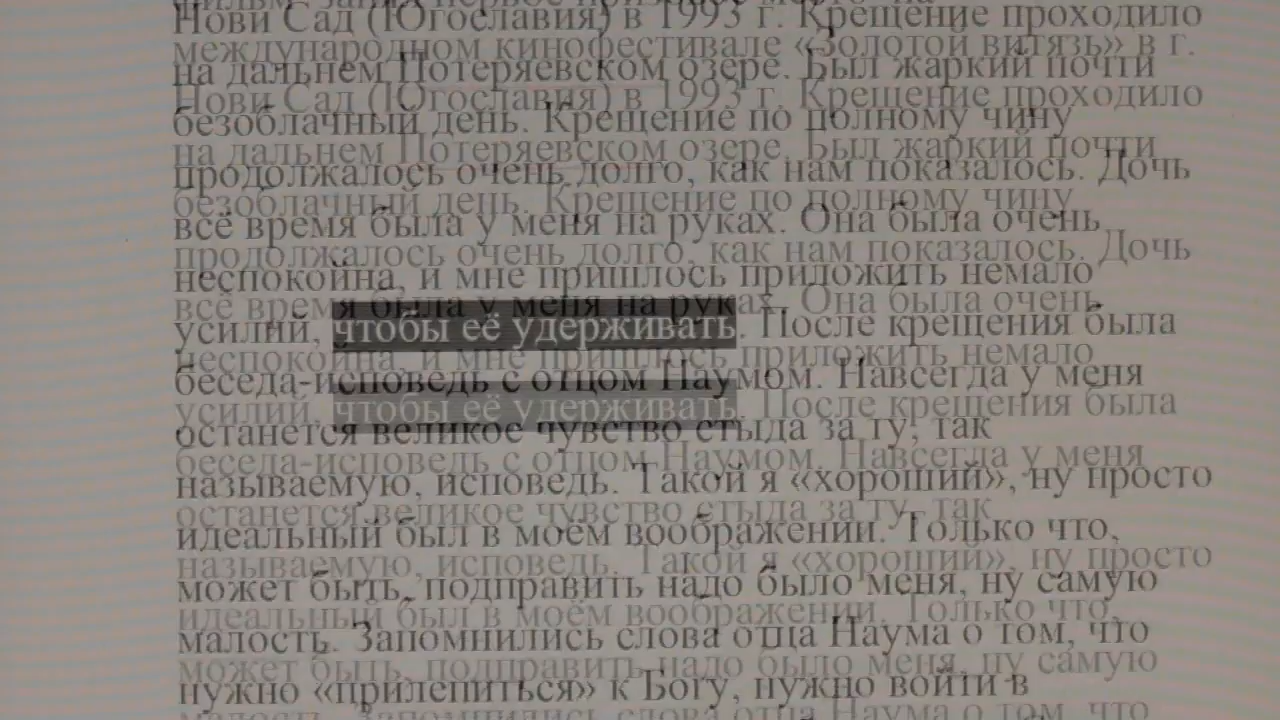 международном кинофестивале «Золотой витязь» в г.
Нови Сад (Югославия) в 1993 г. Крещение проходило
на дальнем Потеряевском озере. Был жаркий почти
безоблачный день. Крещение по полному чину
продолжалось очень долго, как нам показалось. Дочь
всё время была у меня на руках. Она была очень
неспокойна, и мне пришлось приложить немало
усилий, чтобы её удерживать. После крещения была
беседа-исповедь с отцом Наумом. Навсегда у меня
останется великое чувство стыда за ту, так
называемую, исповедь. Такой я «хороший», ну просто
идеальный был в моём воображении. Только что,
может быть, подправить надо было меня, ну самую
малость. Запомнились слова отца Наума о том, что
нужно «прилепиться» к Богу, нужно войти в